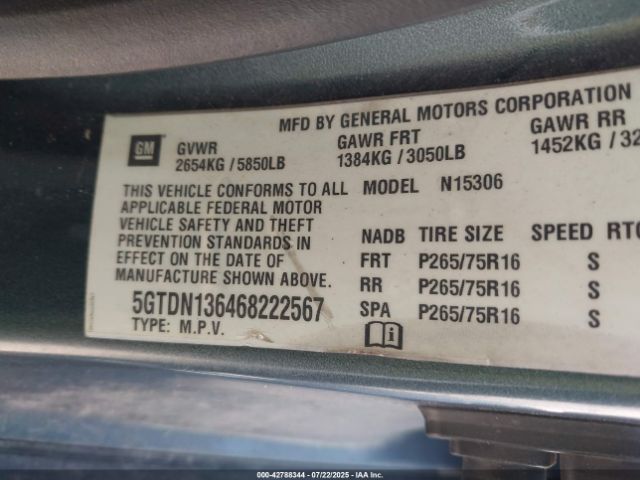 MFD BY GENERAL MOTORS CORPORATION
GM GVWR GAWR FRT GAWR RR
2654KG / 5850LB 1384KG / 3050LB 1452KG / 32
THIS VEHICLE CONFORMS TO ALL MODEL N15306
APPLICABLE FEDERAL MOTOR
VEHICLE SAFETY AND THEFT
PREVENTION STANDARDS IN
EFFECT ON THE DATE OF
MANUFACTURE SHOWN ABOVE.
NADB TIRE SIZE SPEED RTG
FRT P265/75R16 S
RR P265/75R16 S
SPA P265/75R16 S
5GTDN136468222567
TYPE: M.P.V.
000-42788344 07/22/2025 IAA Inc.